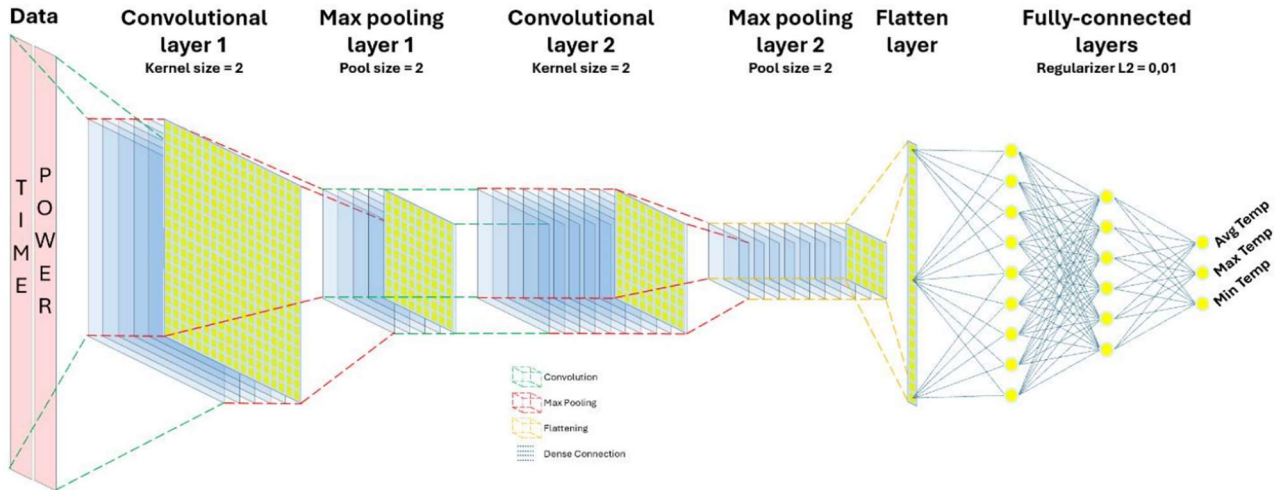 Data
Convolutional
layer 1
Kernel size = 2
Max pooling
layer 1
Pool size = 2
Convolutional
layer 2
Kernel size = 2
Max pooling
layer 2
Pool size = 2
Flatten
layer
Fully-connected
layers
Regularizer L2 = 0,01
TIME
POWER
Avg Temp
Max Temp
Min Temp
Convolution
Max Pooling
Flattening
Dense Connection